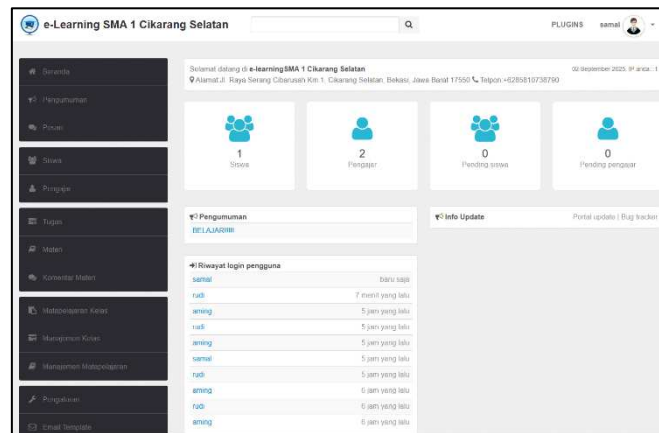 e-Learning SMA 1 Cikarang Selatan
PLUGINS samal
Beranda
Pengumuman
Pesan
Siswa
Pengajar
Tugas
Materi
Komentar Materi
Matapelajaran Kelas
Manajemen Kelas
Manajemen Matapelajaran
Pengaturan
Email Template
Selamat datang di e-learningSMA 1 Cikarang Selatan
02 September 2025, IP anda : 1
Alamat:Jl. Raya Serang Cibarusah Km 1, Cikarang Selatan, Bekasi, Jawa Barat 17550 Telpon :+6285810738790
1
Siswa
2
Pengajar
0
Pending siswa
0
Pending pengajar
Pengumuman
Info Update
Portal update | Bug tracker
Riwayat login pengguna
samal baru saja
rudi 7 menit yang lalu
aming 5 jam yang lalu
rudi 5 jam yang lalu
aming 5 jam yang lalu
samal 5 jam yang lalu
rudi 5 jam yang lalu
aming 6 jam yang lalu
rudi 6 jam yang lalu
aming 6 jam yang lalu